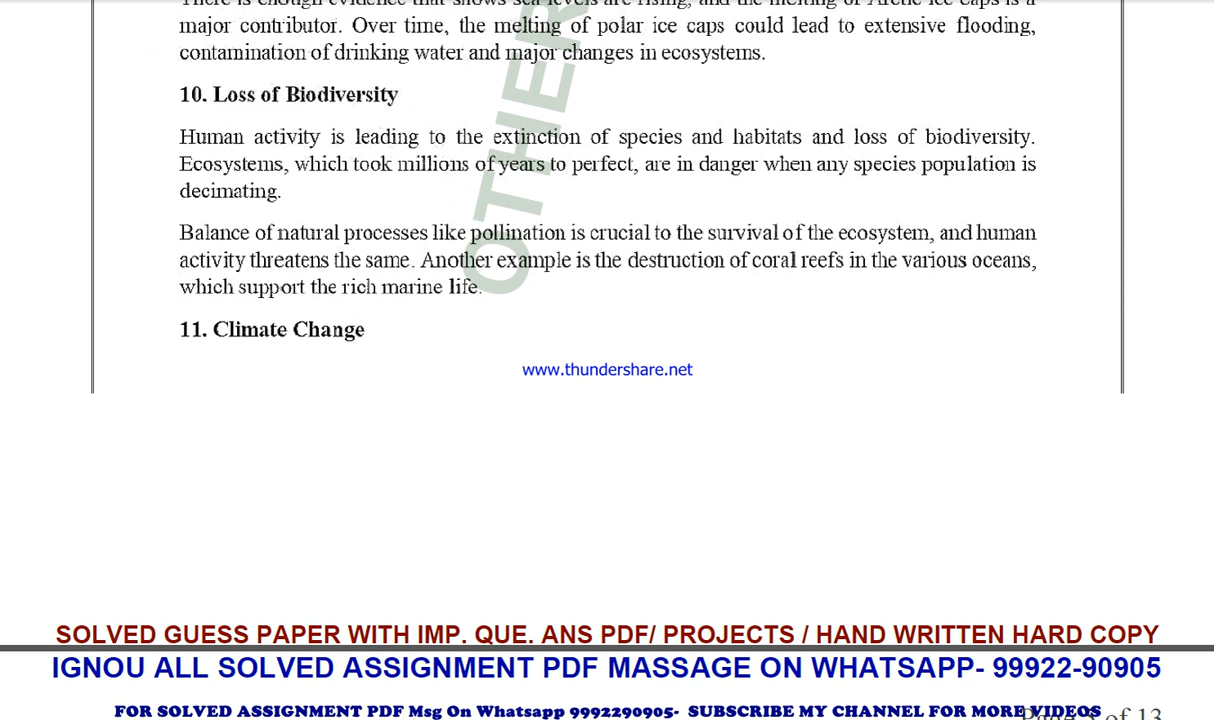 There is enough evidence that shows sea levels are rising, and the melting of Arctic ice caps is a
major contributor. Over time, the melting of polar ice caps could lead to extensive flooding,
contamination of drinking water and major changes in ecosystems.
10. Loss of Biodiversity
Human activity is leading to the extinction of species and habitats and loss of biodiversity.
Ecosystems, which took millions of years to perfect, are in danger when any species population is
decimating.
Balance of natural processes like pollination is crucial to the survival of the ecosystem, and human
activity threatens the same. Another example is the destruction of coral reefs in the various oceans,
which support the rich marine life.
11. Climate Change
OTHER
www.thundershare.net
SOLVED GUESS PAPER WITH IMP. QUE. ANS PDF/ PROJECTS / HAND WRITTEN HARD COPY
IGNOU ALL SOLVED ASSIGNMENT PDF MASSAGE ON WHATSAPP- 99922-90905
FOR SOLVED ASSIGNMENT PDF Msg On Whatsapp 9992290905- SUBSCRIBE MY CHANNEL FOR MORE VIDEOS
Page of 13